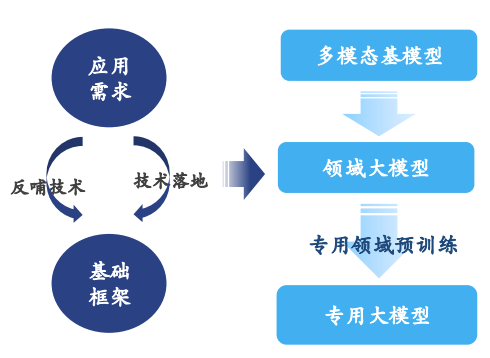 应用
需求
反哺技术
技术落地
基础
框架
多模态基模型
领域大模型
专用领域预训练
专用大模型